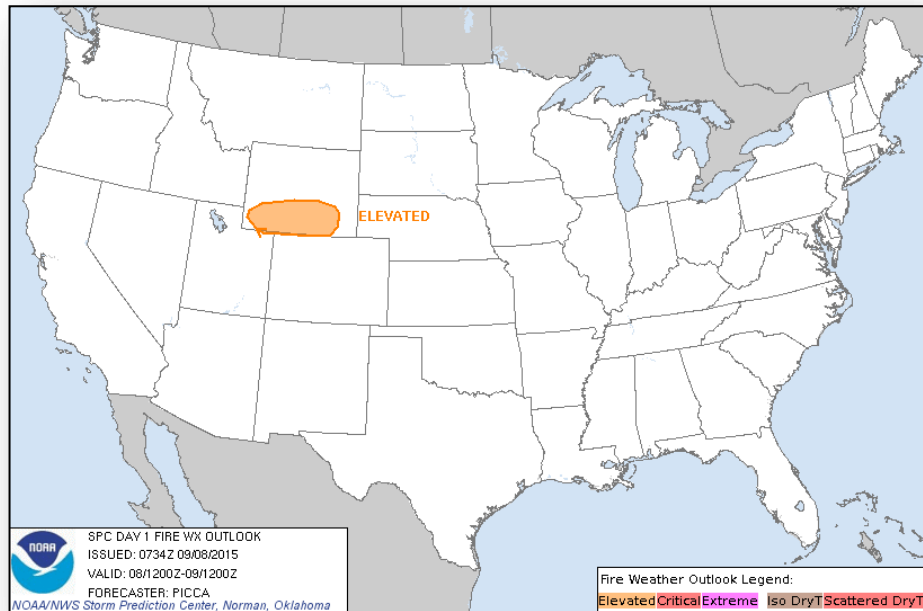 ELEVATED
SPC DAY 1 FIRE WX OUTLOOK
ISSUED: 0734Z 09/08/2015
VALID: 08/1200Z-09/1200Z
FORECASTER: PICCA
NOAA
NOAA/NWS Storm Prediction Center, Norman, Oklahoma
Fire Weather Outlook Legend:
Elevated Critical Extreme Iso DryT Scattered DryT